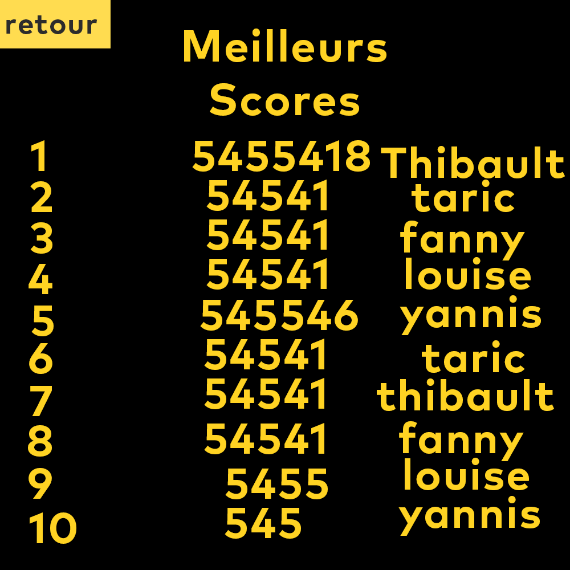 retour
Meilleurs
Scores
1 5455418 Thibault
2 54541 taric
3 54541 fanny
4 54541 louise
5 545546 yannis
6 54541 taric
7 54541 thibault
8 54541 fanny
9 5455 louise
10 545 yannis